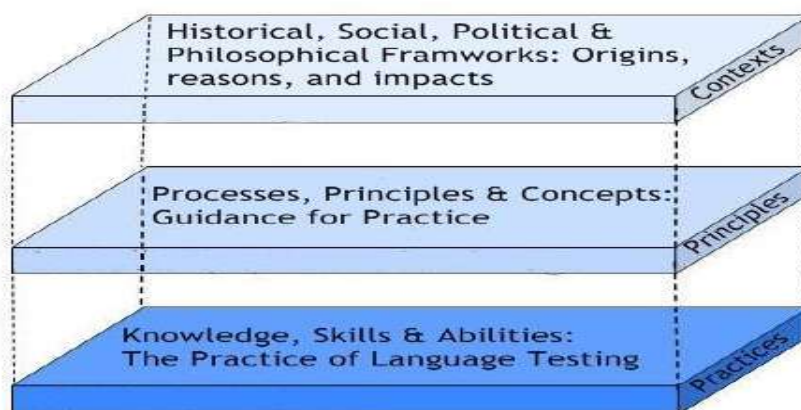 Historical, Social, Political &
Philosophical Framworks: Origins,
reasons, and impacts
Contexts
Processes, Principles & Concepts:
Guidance for Practice
Principles
Knowledge, Skills & Abilities:
The Practice of Language Testing
Practices